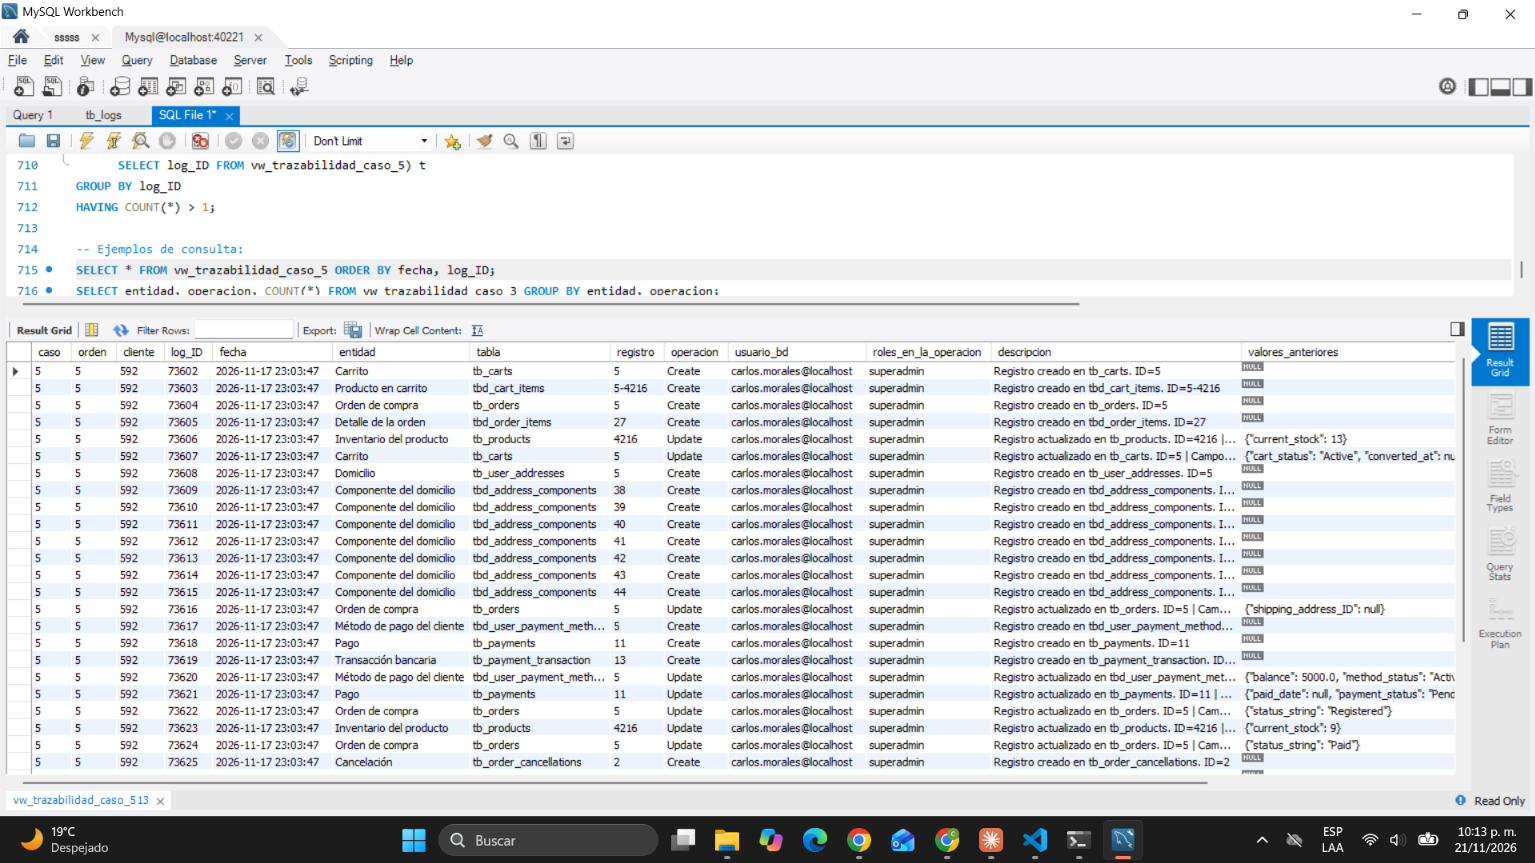 MySQL Workbench
sssss
Mysql@localhost:40221
File Edit View Query Database Server Tools Scripting Help
Query 1 tb_logs SQL File 1*
Don't Limit
710 SELECT log_ID FROM vw_trazabilidad_caso_5) t
711 GROUP BY log_ID
712 HAVING COUNT(*) > 1;
713
714 -- Ejemplos de consulta:
715 SELECT * FROM vw_trazabilidad_caso_5 ORDER BY fecha, log_ID;
716 SELECT entidad, operacion, COUNT(*) FROM vw_trazabilidad_caso_3 GROUP BY entidad, operacion;
Result Grid Filter Rows: Export: Wrap Cell Content:
caso orden cliente log_ID fecha entidad tabla registro operacion usuario_bd roles_en_la_operacion descripcion valores_anteriores
5 5 592 73602 2026-11-17 23:03:47 Carrito tb_carts 5 Create carlos.morales@localhost superadmin Registro creado en tb_carts. ID=5 NULL
5 5 592 73603 2026-11-17 23:03:47 Producto en carrito tbd_cart_items 5-4216 Create carlos.morales@localhost superadmin Registro creado en tbd_cart_items. ID=5-4216 NULL
5 5 592 73604 2026-11-17 23:03:47 Orden de compra tb_orders 5 Create carlos.morales@localhost superadmin Registro creado en tb_orders. ID=5 NULL
5 5 592 73605 2026-11-17 23:03:47 Detalle de la orden tbd_order_items 27 Create carlos.morales@localhost superadmin Registro creado en tbd_order_items. ID=27 NULL
5 5 592 73606 2026-11-17 23:03:47 Inventario del producto tb_products 4216 Update carlos.morales@localhost superadmin Registro actualizado en tb_products. ID=4216 |... {"current_stock": 13}
5 5 592 73607 2026-11-17 23:03:47 Carrito tb_carts 5 Update carlos.morales@localhost superadmin Registro actualizado en tb_carts. ID=5 | Campo... {"cart_status": "Active", "converted_at": nu
5 5 592 73608 2026-11-17 23:03:47 Domicilio tb_user_addresses 5 Create carlos.morales@localhost superadmin Registro creado en tb_user_addresses. ID=5 NULL
5 5 592 73609 2026-11-17 23:03:47 Componente del domicilio tbd_address_components 38 Create carlos.morales@localhost superadmin Registro creado en tbd_address_components. I... NULL
5 5 592 73610 2026-11-17 23:03:47 Componente del domicilio tbd_address_components 39 Create carlos.morales@localhost superadmin Registro creado en tbd_address_components. I... NULL
5 5 592 73611 2026-11-17 23:03:47 Componente del domicilio tbd_address_components 40 Create carlos.morales@localhost superadmin Registro creado en tbd_address_components. I... NULL
5 5 592 73612 2026-11-17 23:03:47 Componente del domicilio tbd_address_components 41 Create carlos.morales@localhost superadmin Registro creado en tbd_address_components. I... NULL
5 5 592 73613 2026-11-17 23:03:47 Componente del domicilio tbd_address_components 42 Create carlos.morales@localhost superadmin Registro creado en tbd_address_components. I... NULL
5 5 592 73614 2026-11-17 23:03:47 Componente del domicilio tbd_address_components 43 Create carlos.morales@localhost superadmin Registro creado en tbd_address_components. I... NULL
5 5 592 73615 2026-11-17 23:03:47 Componente del domicilio tbd_address_components 44 Create carlos.morales@localhost superadmin Registro creado en tbd_address_components. I... NULL
5 5 592 73616 2026-11-17 23:03:47 Orden de compra tb_orders 5 Update carlos.morales@localhost superadmin Registro actualizado en tb_orders. ID=5 | Cam... {"shipping_address_ID": null}
5 5 592 73617 2026-11-17 23:03:47 Método de pago del cliente tbd_user_payment_meth... 5 Create carlos.morales@localhost superadmin Registro creado en tbd_user_payment_method... NULL
5 5 592 73618 2026-11-17 23:03:47 Pago tb_payments 11 Create carlos.morales@localhost superadmin Registro creado en tb_payments. ID=11 NULL
5 5 592 73619 2026-11-17 23:03:47 Transacción bancaria tb_payment_transaction 13 Create carlos.morales@localhost superadmin Registro creado en tb_payment_transaction. ID... NULL
5 5 592 73620 2026-11-17 23:03:47 Método de pago del cliente tbd_user_payment_meth... 5 Update carlos.morales@localhost superadmin Registro actualizado en tbd_user_payment_met... {"balance": 5000.0, "method_status": "Activ
5 5 592 73621 2026-11-17 23:03:47 Pago tb_payments 11 Update carlos.morales@localhost superadmin Registro actualizado en tb_payments. ID=11 | ... {"paid_date": null, "payment_status": "Pend
5 5 592 73622 2026-11-17 23:03:47 Orden de compra tb_orders 5 Update carlos.morales@localhost superadmin Registro actualizado en tb_orders. ID=5 | Cam... {"status_string": "Registered"}
5 5 592 73623 2026-11-17 23:03:47 Inventario del producto tb_products 4216 Update carlos.morales@localhost superadmin Registro actualizado en tb_products. ID=4216 |... {"current_stock": 9}
5 5 592 73624 2026-11-17 23:03:47 Orden de compra tb_orders 5 Update carlos.morales@localhost superadmin Registro actualizado en tb_orders. ID=5 | Cam... {"status_string": "Paid"}
5 5 592 73625 2026-11-17 23:03:47 Cancelación tb_order_cancellations 2 Create carlos.morales@localhost superadmin Registro creado en tb_order_cancellations. ID=2 NULL
Result Grid
Form Editor
Field Types
Query Stats
Execution Plan
vw_trazabilidad_caso_513
Read Only
19°C
Despejado
Buscar
ESP
LAA
10:13 p. m.
21/11/2026